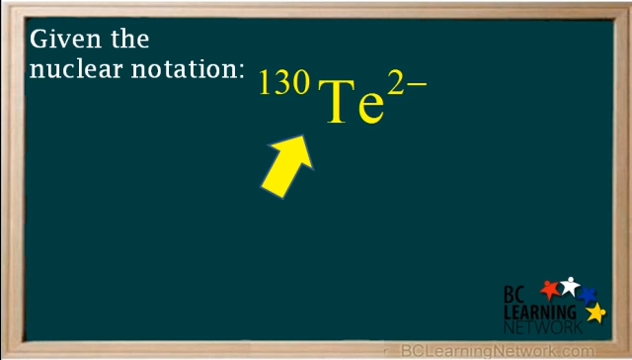 Given the
nuclear notation: ¹³⁰Te²⁻
BC
LEARNING
NETWORK
BCLearningNetwork.com